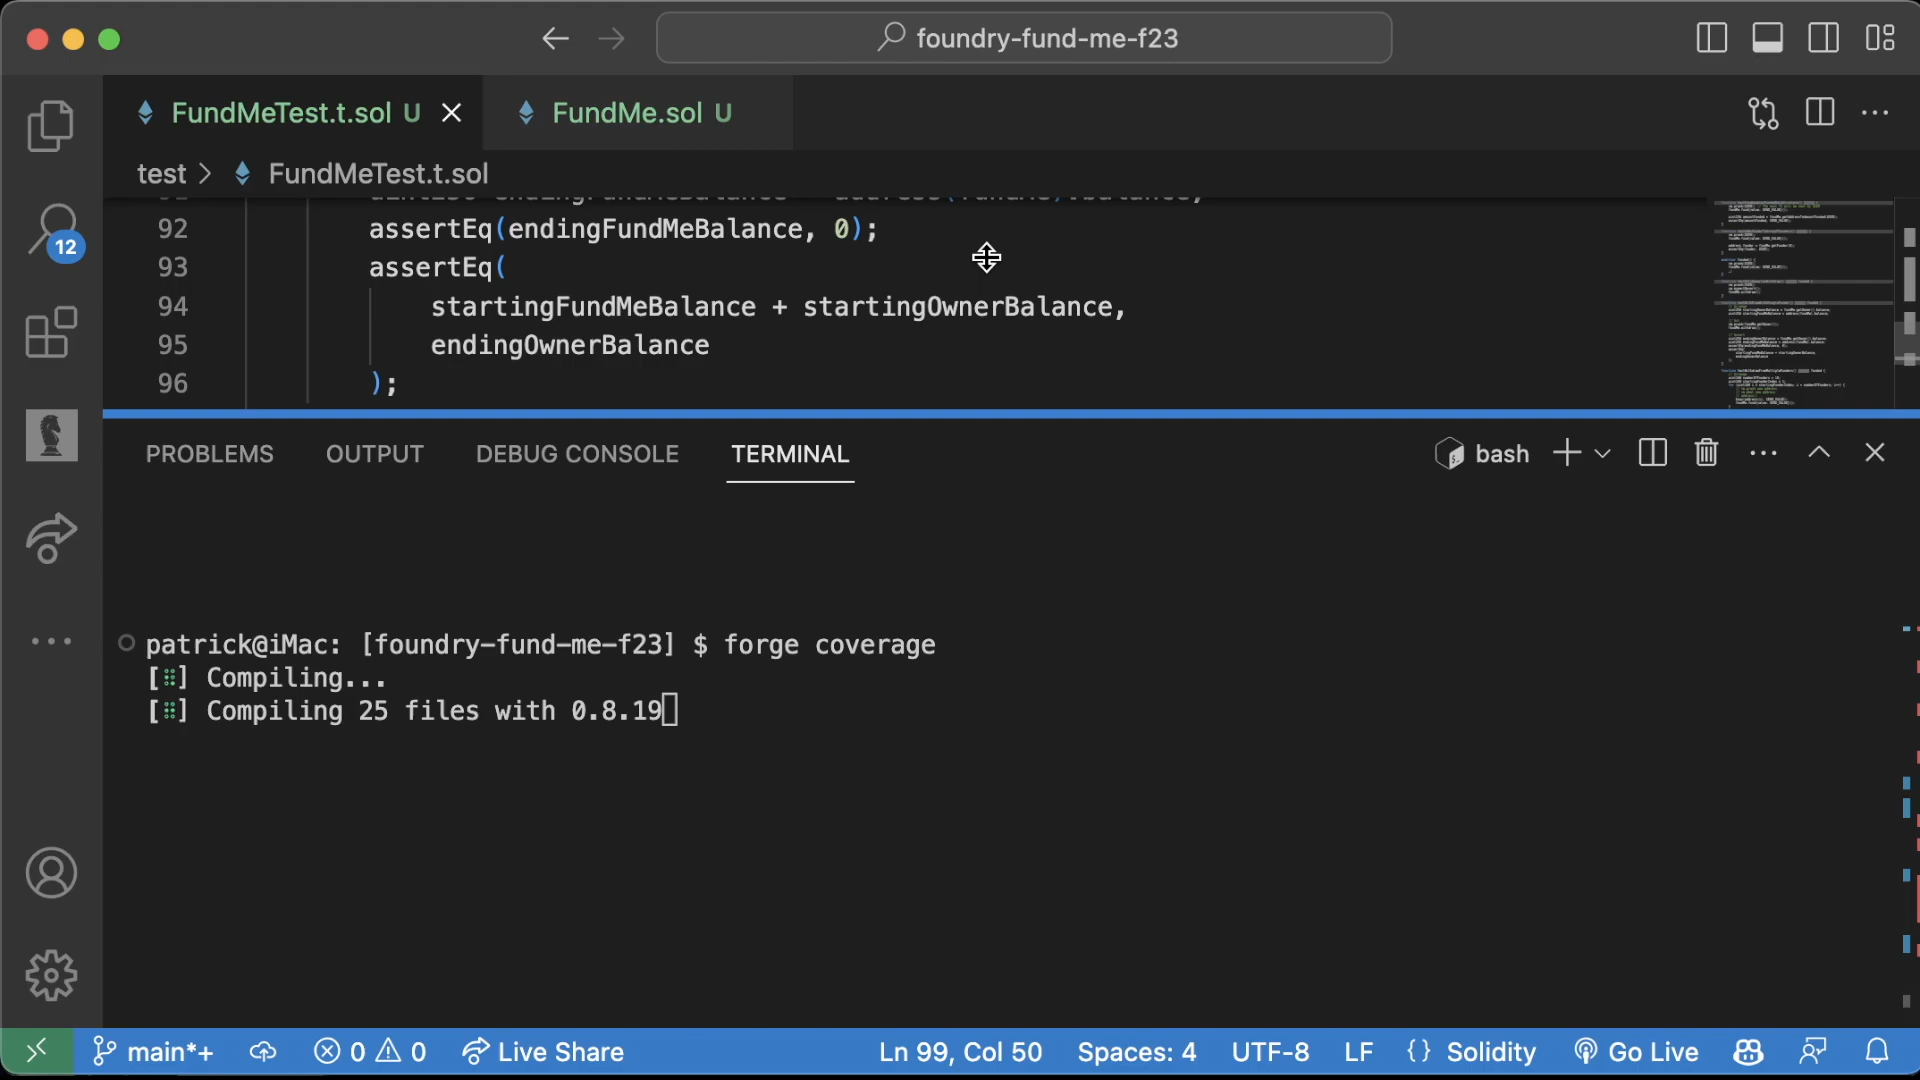 foundry-fund-me-f23
FundMeTest.t.sol U
FundMe.sol U
test > FundMeTest.t.sol
12
92 assertEq(endingFundMeBalance, 0);
93 assertEq(
94 startingFundMeBalance + startingOwnerBalance,
95 endingOwnerBalance
96 );
PROBLEMS OUTPUT DEBUG CONSOLE TERMINAL
bash
patrick@iMac: [foundry-fund-me-f23] $ forge coverage
[⠿] Compiling...
[⠿] Compiling 25 files with 0.8.19
main*+ 0 0 Live Share Ln 99, Col 50 Spaces: 4 UTF-8 LF {} Solidity Go Live